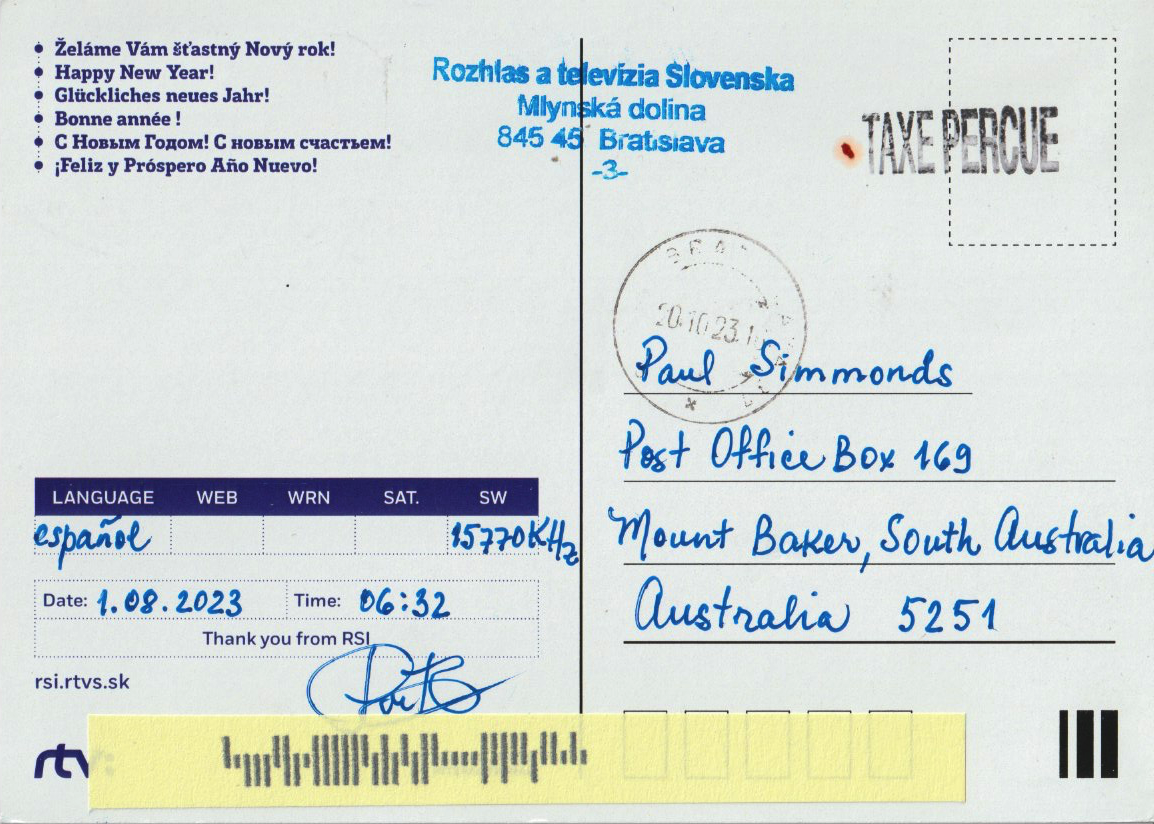 Želáme Vám šťastný Nový rok!
Happy New Year!
Glückliches neues Jahr!
Bonne année !
С Новым Годом! С новым счастьем!
¡Feliz y Próspero Año Nuevo!
Rozhlas a televízia Slovenska
Mlynská dolina
845 45 Bratislava
-3-
TAXE PERCUE
20.10.23
Paul Simmonds
Post Office Box 169
Mount Baker, South Australia
Australia 5251
LANGUAGE WEB WRN SAT. SW
español 15770KHz
Date: 1.08.2023 Time: 06:32
Thank you from RSI
rsi.rtvs.sk
rtv